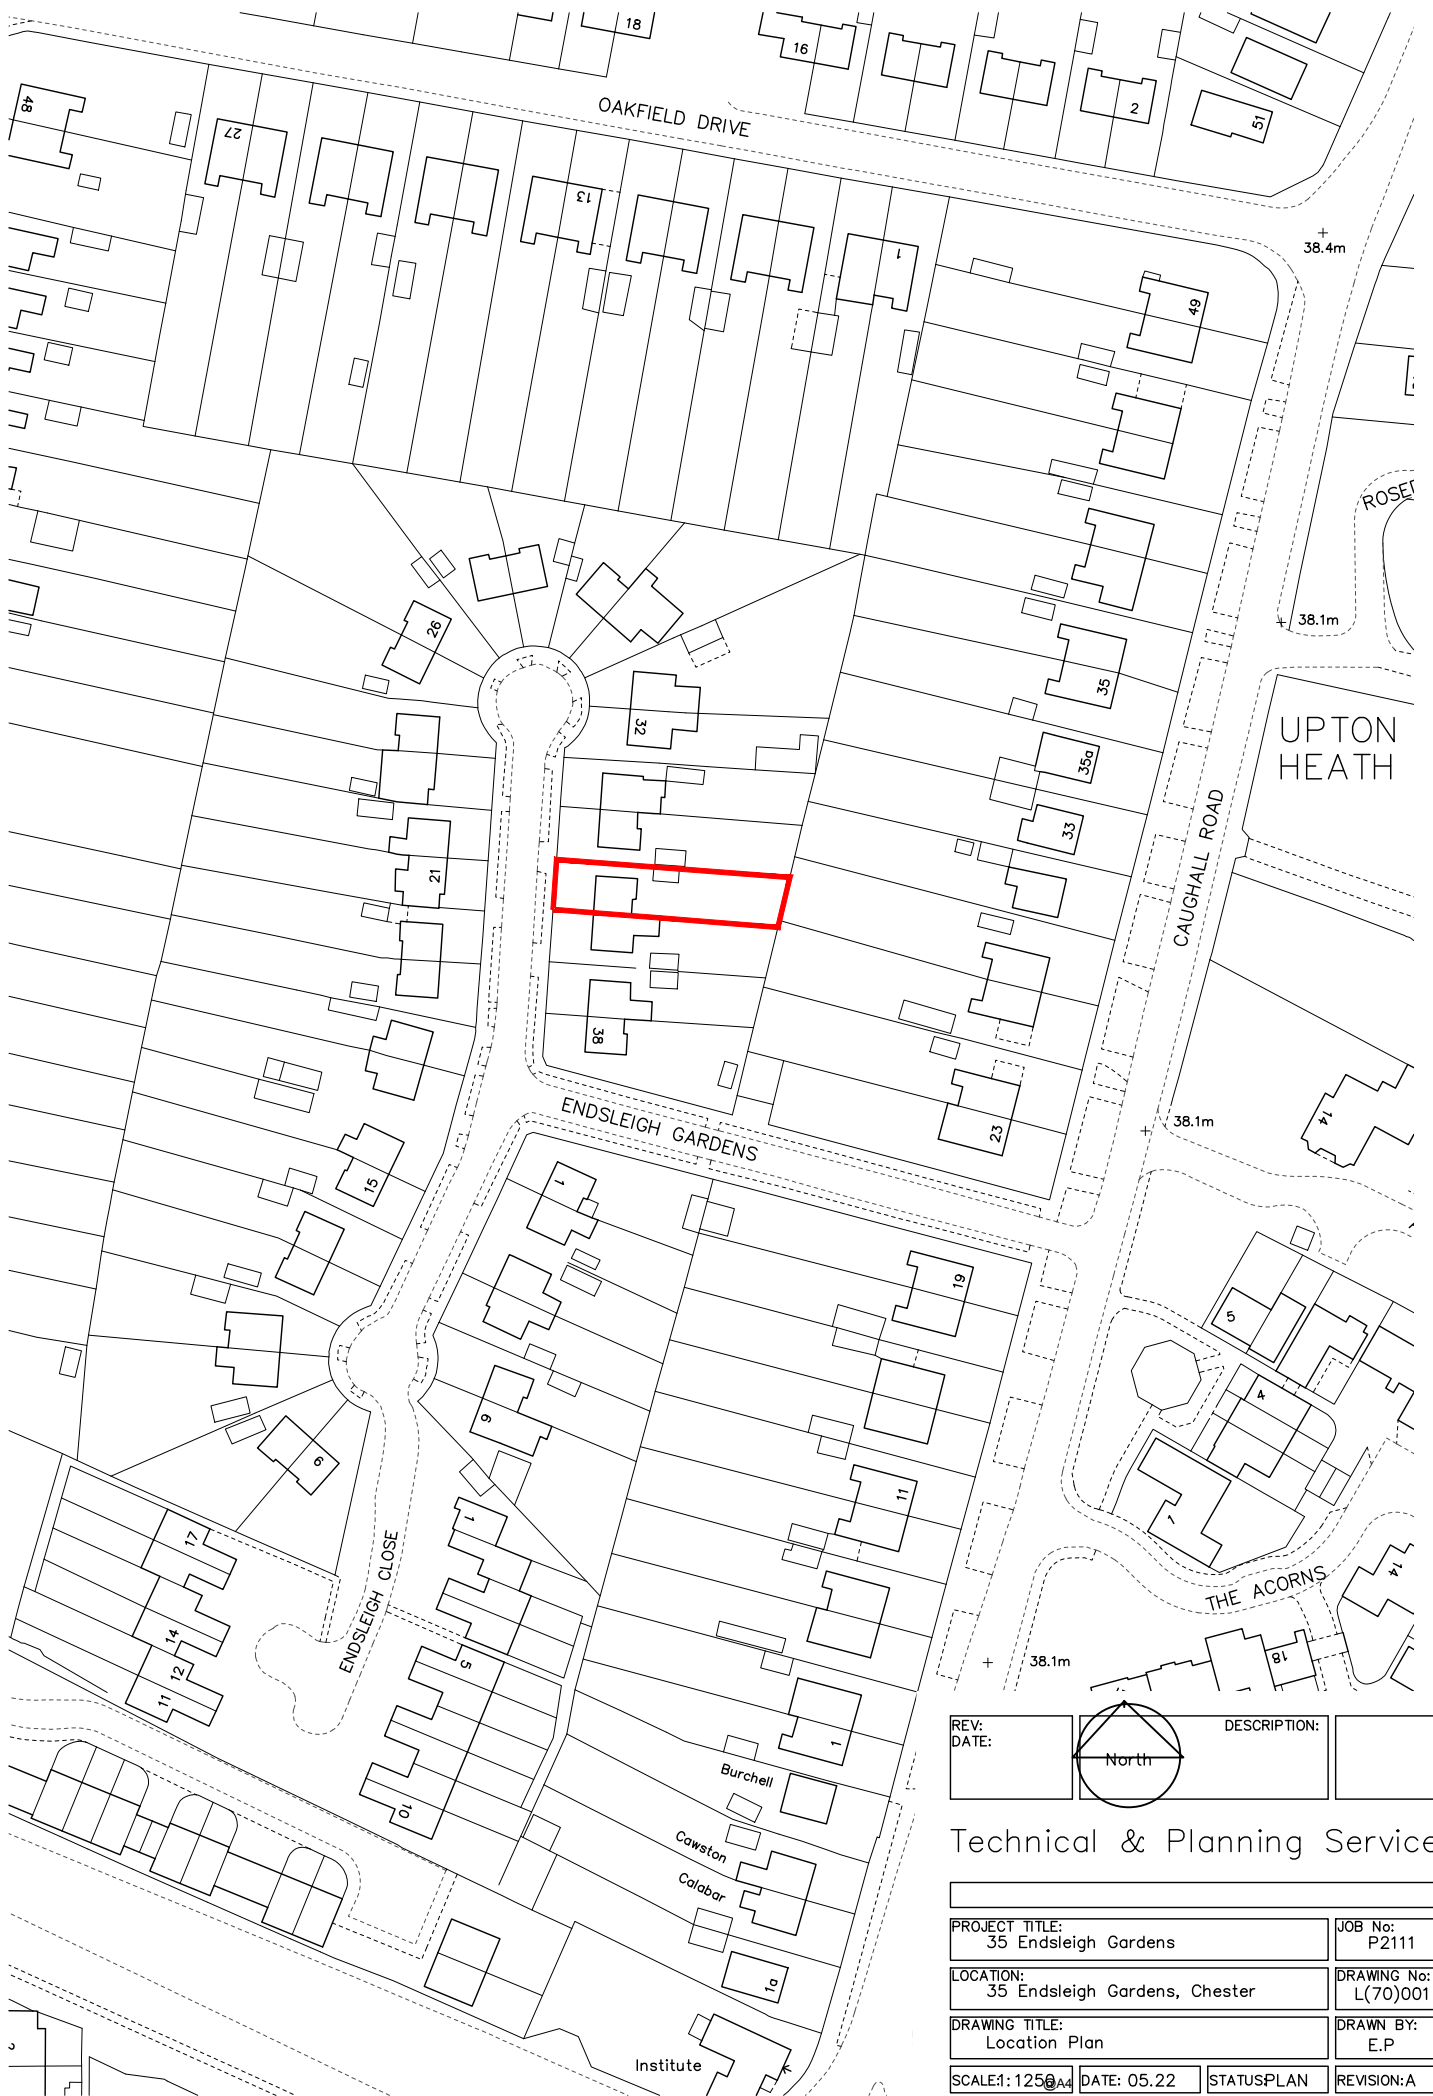 18
16
48
OAKFIELD DRIVE
2
51
27
13
1
38.4m
49
ROSE
38.1m
26
35
32
UPTON
HEATH
35a
33
CAUGHALL ROAD
21
38
ENDSLEIGH GARDENS
23
14
38.1m
15
1
19
5
4
6
9
11
1
7
17
ENDSLEIGH CLOSE
THE ACORNS
14
14
12
11
5
18
38.1m
1
10
Burchell
Cawston
Calabar
1a
Institute
REV:
DATE:
North
DESCRIPTION:
Technical & Planning Service
PROJECT TITLE:
35 Endsleigh Gardens
JOB No:
P2111
LOCATION:
35 Endsleigh Gardens, Chester
DRAWING No:
L(70)001
DRAWING TITLE:
Location Plan
DRAWN BY:
E.P
SCALE:1:1250@A4
DATE: 05.22
STATUS:PLAN
REVISION:A